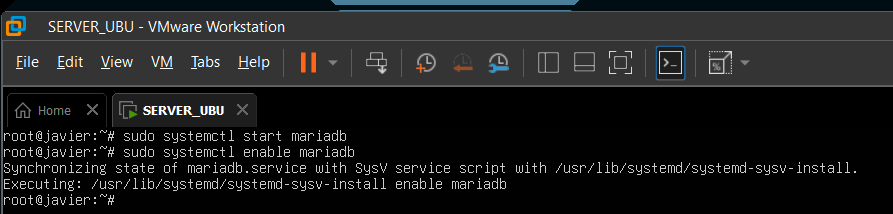 SERVER_UBU - VMware Workstation
File Edit View VM Tabs Help
Home SERVER_UBU
root@javier:~# sudo systemctl start mariadb
root@javier:~# sudo systemctl enable mariadb
Synchronizing state of mariadb.service with SysV service script with /usr/lib/systemd/systemd-sysv-install.
Executing: /usr/lib/systemd/systemd-sysv-install enable mariadb
root@javier:~#